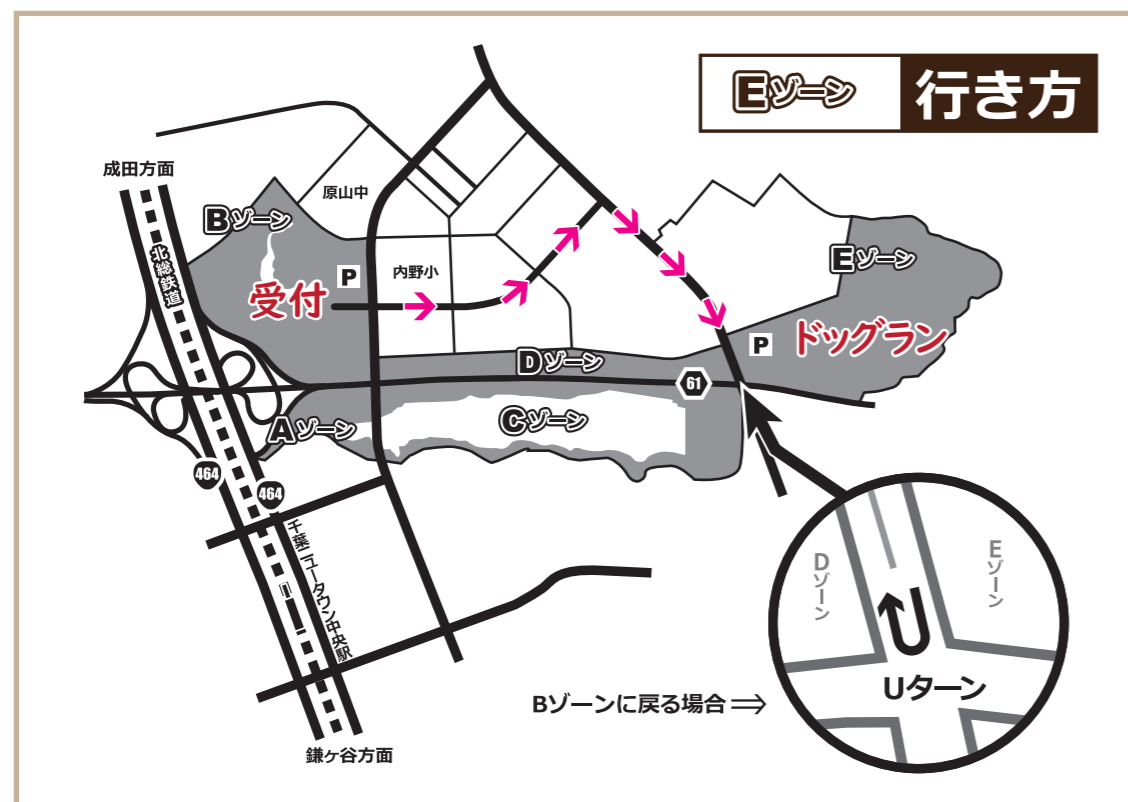 Eゾーン 行き方
成田方面
原山中
Bゾーン
北総鉄道
Eゾーン
P
内野小
受付
P
ドッグラン
Dゾーン
61
Aゾーン
Cゾーン
464
464
千葉ニュータウン中央駅
Dゾーン
Eゾーン
Uターン
Bゾーンに戻る場合⇒
鎌ヶ谷方面